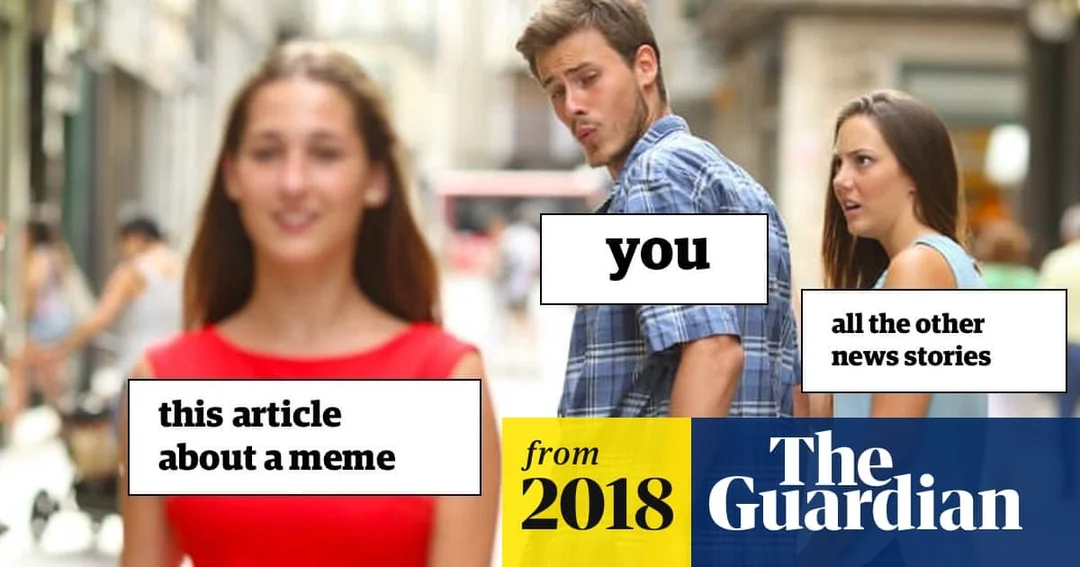 you
all the other
news stories
this article
about a meme
from
2018
The
Guardian